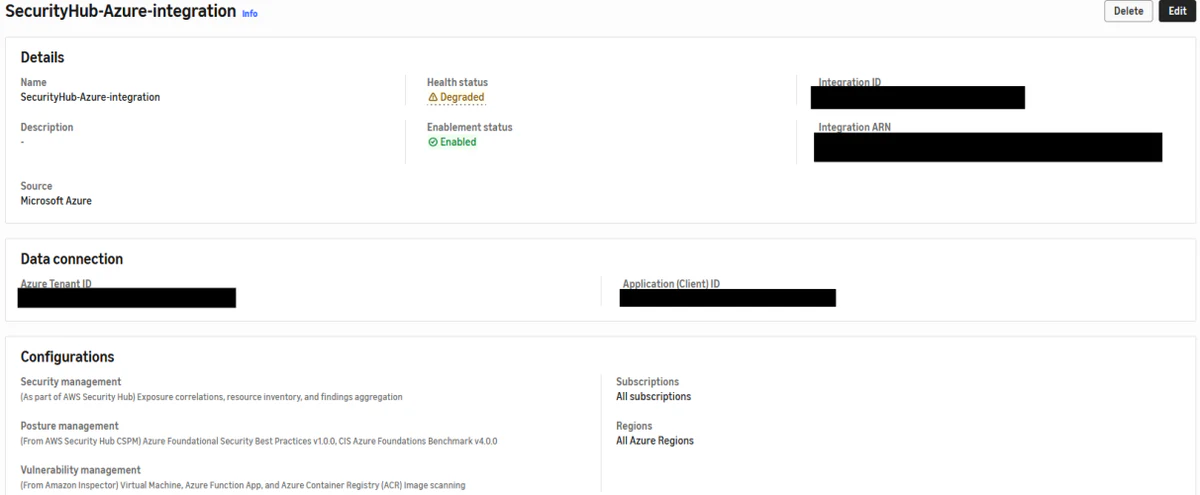 SecurityHub-Azure-integration Info
Delete
Edit
Details
Name
SecurityHub-Azure-integration
Health status
Degraded
Integration ID
Description
-
Enablement status
Enabled
Integration ARN
Source
Microsoft Azure
Data connection
Azure Tenant ID
Application (Client) ID
Configurations
Security management
(As part of AWS Security Hub) Exposure correlations, resource inventory, and findings aggregation
Subscriptions
All subscriptions
Posture management
(From AWS Security Hub CSPM) Azure Foundational Security Best Practices v1.0.0, CIS Azure Foundations Benchmark v4.0.0
Regions
All Azure Regions
Vulnerability management
(From Amazon Inspector) Virtual Machine, Azure Function App, and Azure Container Registry (ACR) Image scanning